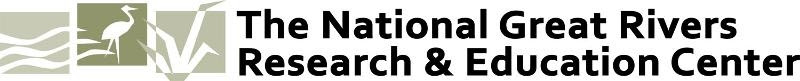 The National Great Rivers
Research & Education Center